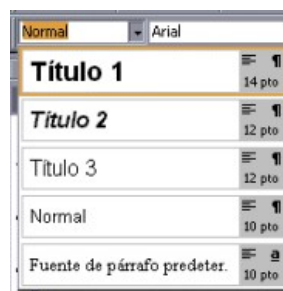 Normal Arial
Título 1
14 pto
Título 2
12 pto
Título 3
12 pto
Normal
10 pto
Fuente de párrafo predeter. a
10 pto